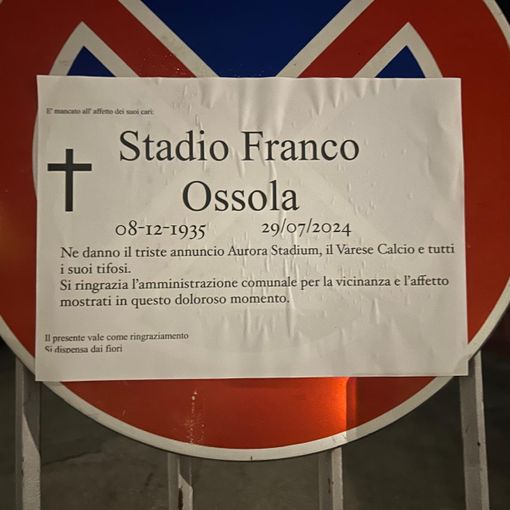 E' mancato all' affetto dei suoi cari:
Stadio Franco
Ossola
08-12-1935 29/07/2024
Ne danno il triste annuncio Aurora Stadium, il Varese Calcio e tutti
i suoi tifosi.
Si ringrazia l'amministrazione comunale per la vicinanza e l'affetto
mostrati in questo doloroso momento.
Il presente vale come ringraziamento
Si dispensa dai fiori